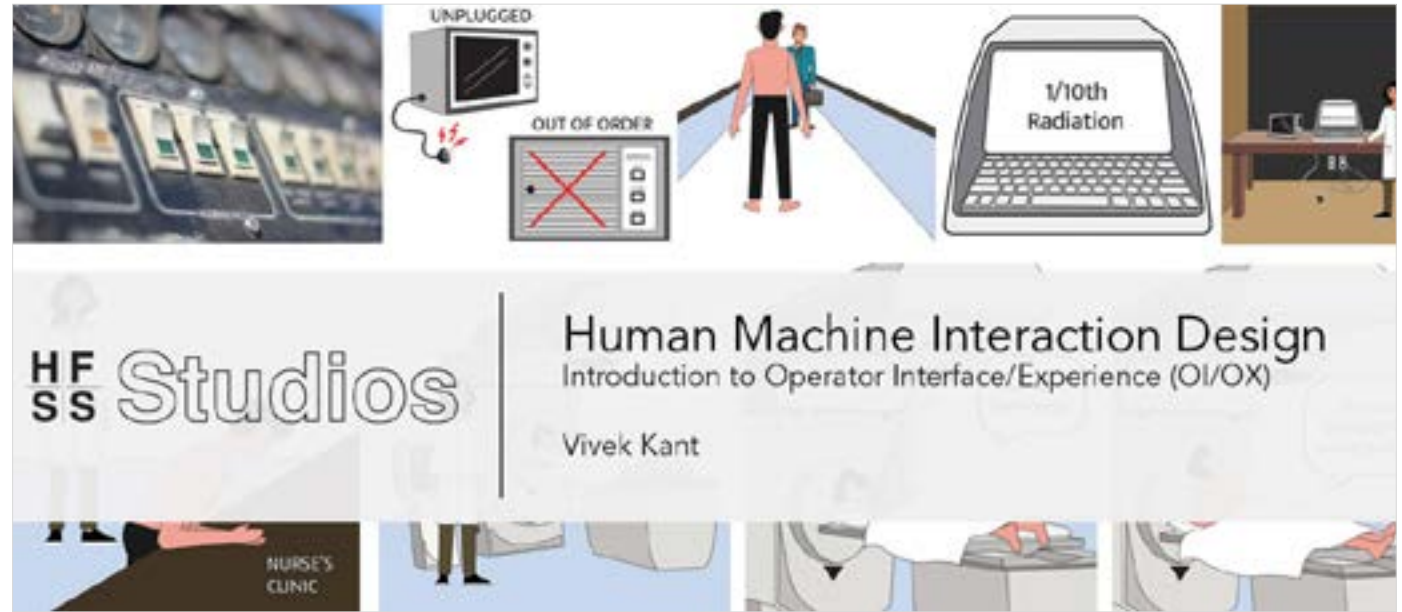 UNPLUGGED
OUT OF ORDER
1/10th
Radiation
HF
SS
Studios
Human Machine Interaction Design
Introduction to Operator Interface/Experience (OI/OX)
Vivek Kant
NURSE'S
CLINIC